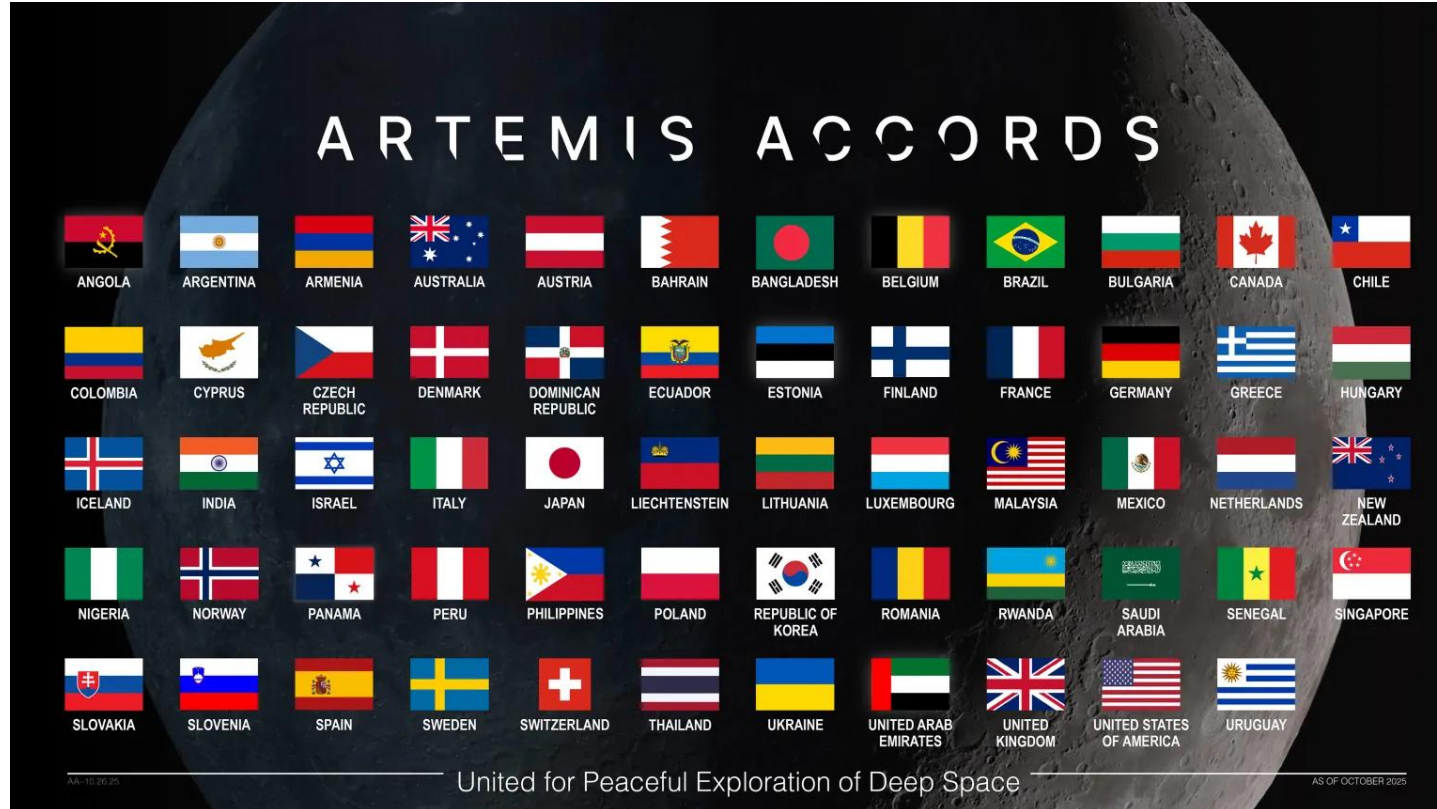 ARTEMIS ACCORDS
ANGOLA
ARGENTINA
ARMENIA
AUSTRALIA
AUSTRIA
BAHRAIN
BANGLADESH
BELGIUM
BRAZIL
BULGARIA
CANADA
CHILE
COLOMBIA
CYPRUS
CZECH
REPUBLIC
DENMARK
DOMINICAN
REPUBLIC
ECUADOR
ESTONIA
FINLAND
FRANCE
GERMANY
GREECE
HUNGARY
ICELAND
INDIA
ISRAEL
ITALY
JAPAN
LIECHTENSTEIN
LITHUANIA
LUXEMBOURG
MALAYSIA
MEXICO
NETHERLANDS
NEW
ZEALAND
NIGERIA
NORWAY
PANAMA
PERU
PHILIPPINES
POLAND
REPUBLIC OF
KOREA
ROMANIA
RWANDA
SAUDI
ARABIA
SENEGAL
SINGAPORE
SLOVAKIA
SLOVENIA
SPAIN
SWEDEN
SWITZERLAND
THAILAND
UKRAINE
UNITED ARAB
EMIRATES
UNITED
KINGDOM
UNITED STATES
OF AMERICA
URUGUAY
AA–10.26.25
United for Peaceful Exploration of Deep Space
AS OF OCTOBER 2025